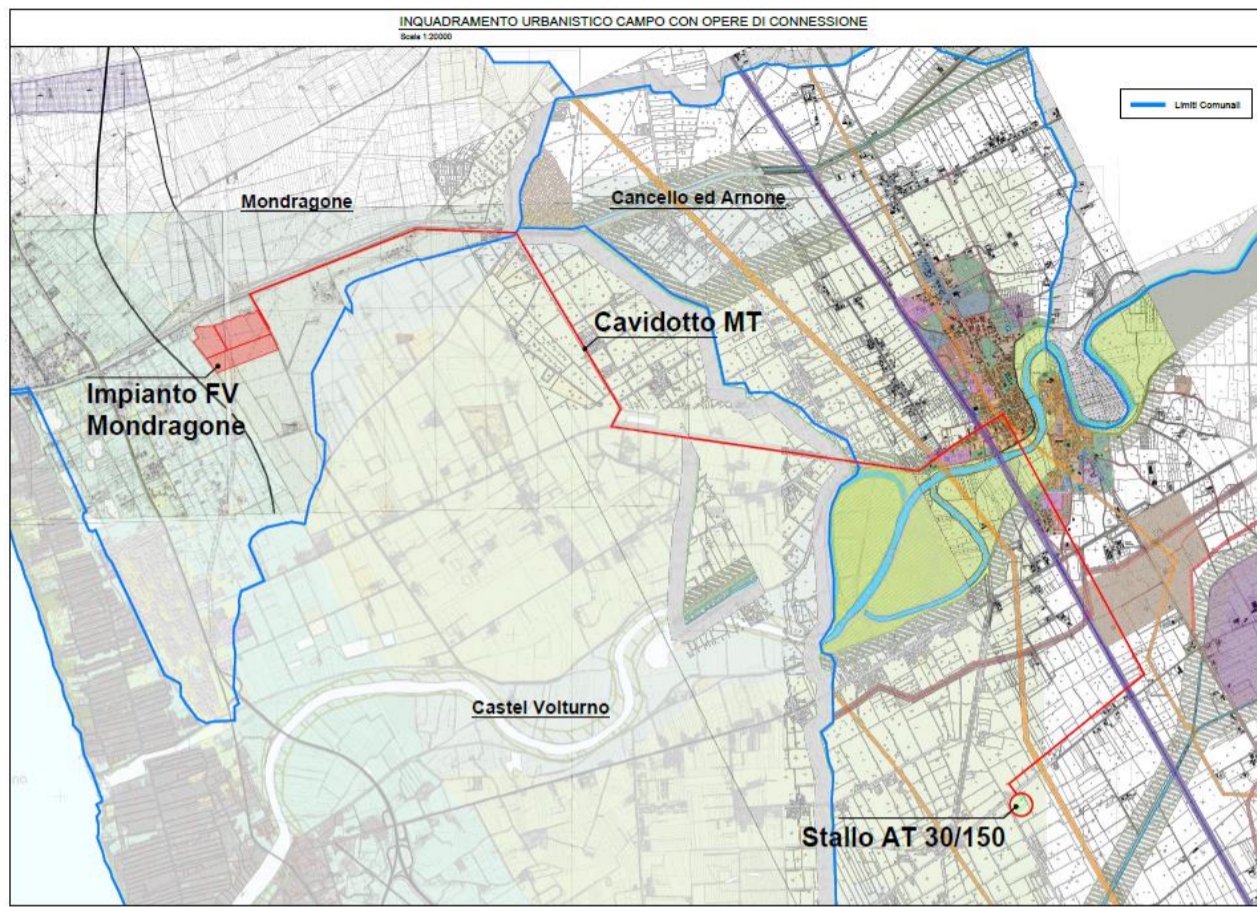 INQUADRAMENTO URBANISTICO CAMPO CON OPERE DI CONNESSIONE
Scala 1:20000
Limiti Comunali
Mondragone
Cancello ed Arnone
Cavidotto MT
Impianto FV
Mondragone
Castel Volturno
Stallo AT 30/150